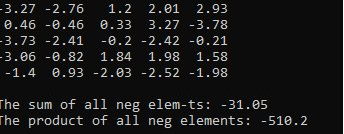 -3.27 -2.76 1.2 2.01 2.93
0.46 -0.46 0.33 3.27 -3.78
-3.73 -2.41 -0.2 -2.42 -0.21
-3.06 -0.82 1.84 1.98 1.58
-1.4 0.93 -2.03 -2.52 -1.98
The sum of all neg elem-ts: -31.05
The product of all neg elements: -510.2